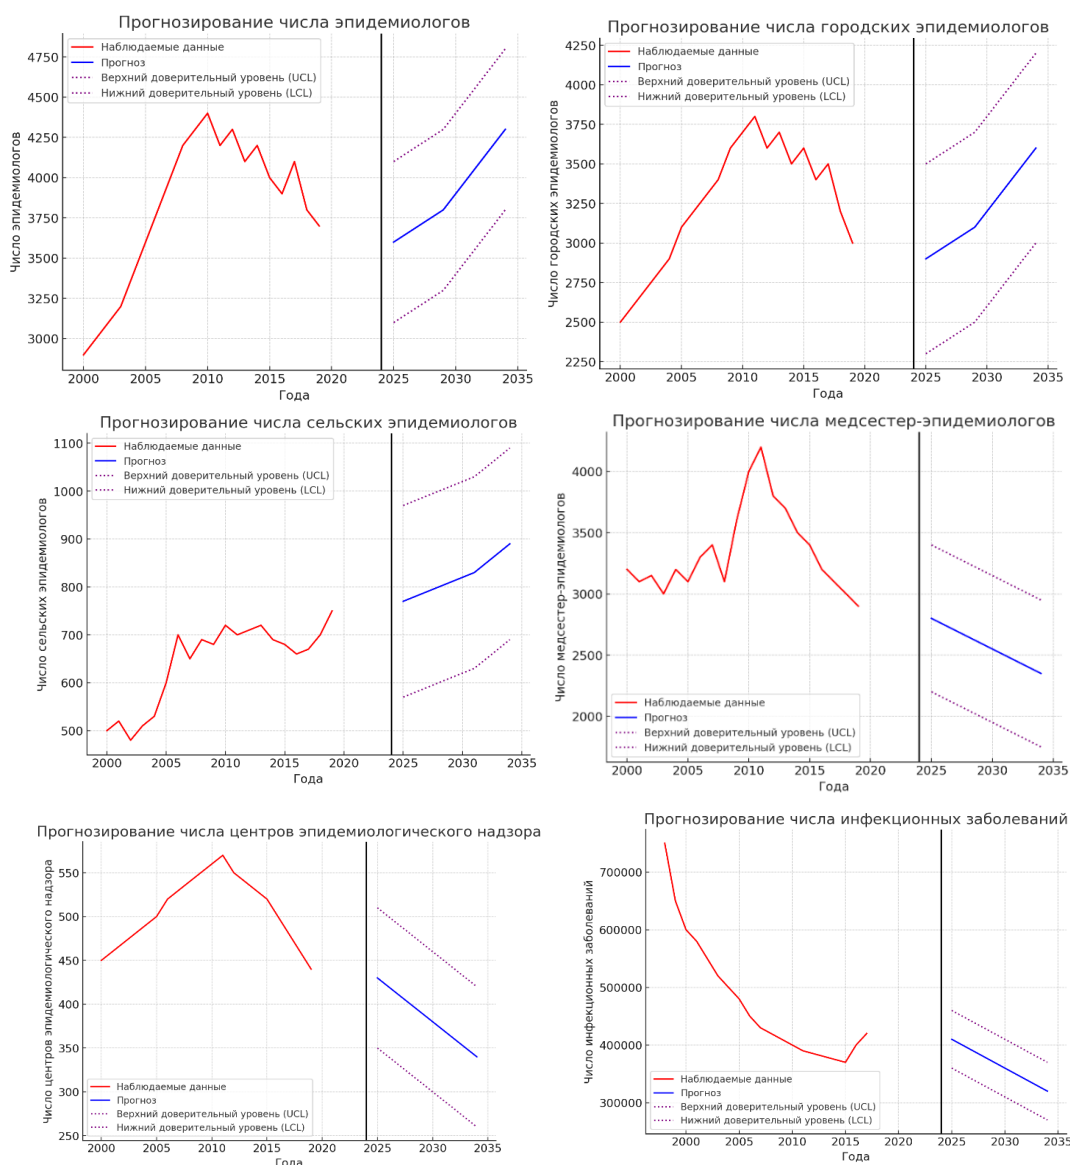 Прогнозирование числа эпидемиологов
Наблюдаемые данные
Прогноз
Верхний доверительный уровень (UCL)
Нижний доверительный уровень (LCL)
Число эпидемиологов
4750
4500
4250
4000
3750
3500
3250
3000
2000 2005 2010 2015 2020 2025 2030 2035
Года
Прогнозирование числа городских эпидемиологов
Наблюдаемые данные
Прогноз
Верхний доверительный уровень (UCL)
Нижний доверительный уровень (LCL)
Число городских эпидемиологов
4250
4000
3750
3500
3250
3000
2750
2500
2250
2000 2005 2010 2015 2020 2025 2030 2035
Года
Прогнозирование числа сельских эпидемиологов
Наблюдаемые данные
Прогноз
Верхний доверительный уровень (UCL)
Нижний доверительный уровень (LCL)
Число сельских эпидемиологов
1100
1000
900
800
700
600
500
2000 2005 2010 2015 2020 2025 2030 2035
Года
Прогнозирование числа медсестер-эпидемиологов
Число медсестер-эпидемиологов
4000
3500
3000
2500
2000
Наблюдаемые данные
Прогноз
Верхний доверительный уровень (UCL)
Нижний доверительный уровень (LCL)
2000 2005 2010 2015 2020 2025 2030 2035
Года
Прогнозирование числа центров эпидемиологического надзора
Число центров эпидемиологического надзора
550
500
450
400
350
300
250
Наблюдаемые данные
Прогноз
Верхний доверительный уровень (UCL)
Нижний доверительный уровень (LCL)
2000 2005 2010 2015 2020 2025 2030 2035
Года
Прогнозирование числа инфекционных заболеваний
Число инфекционных заболеваний
700000
600000
500000
400000
300000
Наблюдаемые данные
Прогноз
Верхний доверительный уровень (UCL)
Нижний доверительный уровень (LCL)
2000 2005 2010 2015 2020 2025 2030 2035
Года